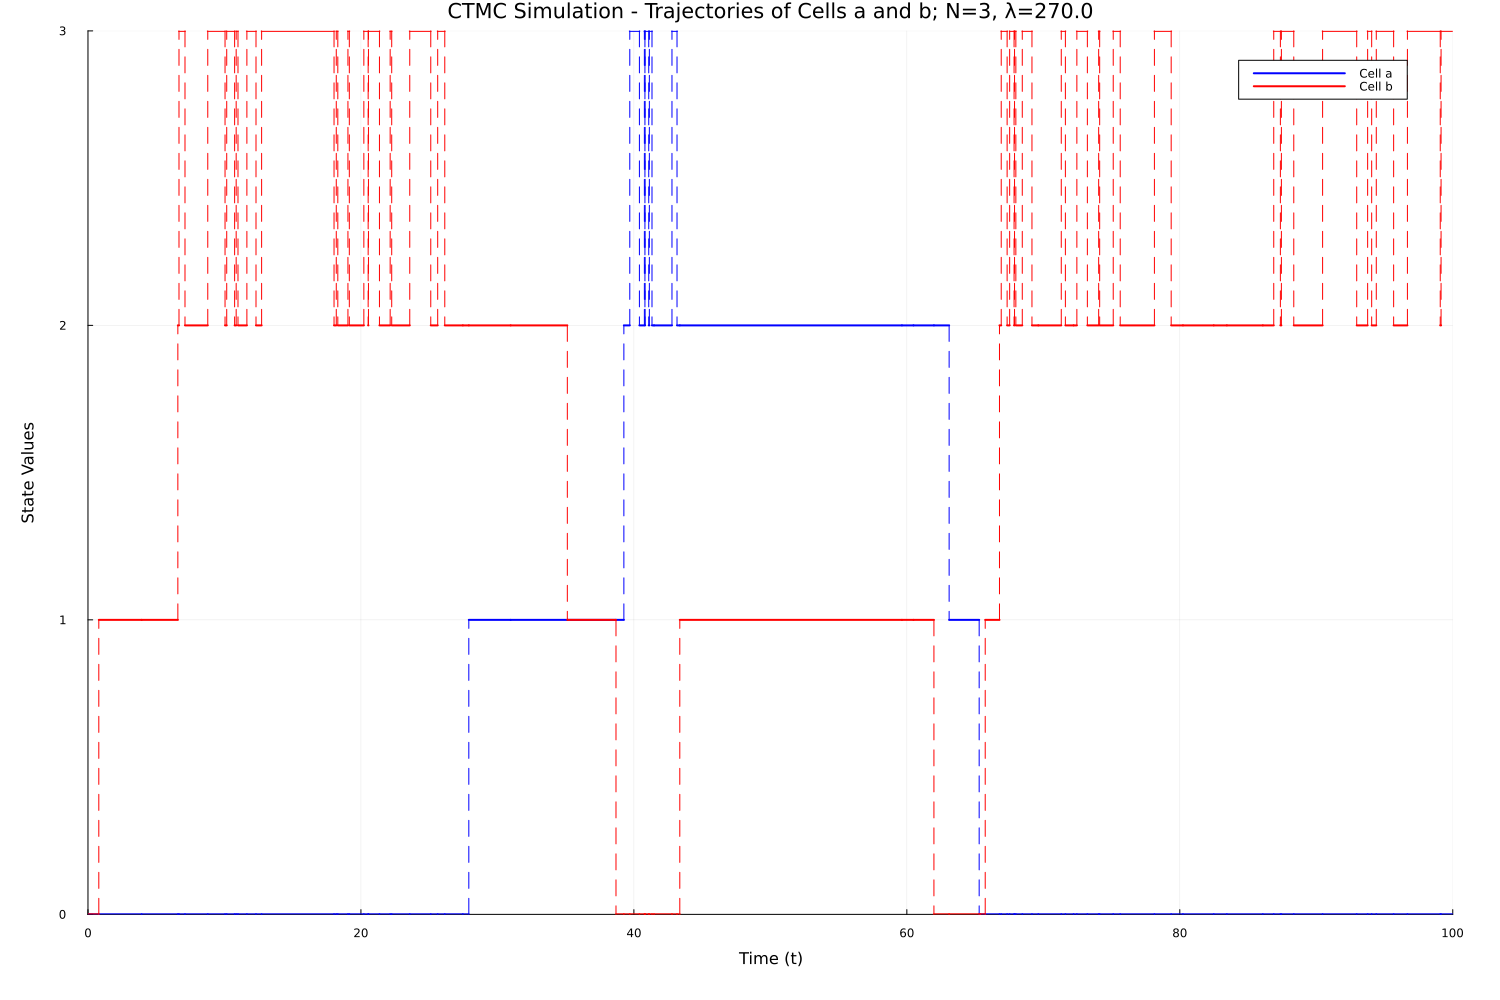 CTMC Simulation - Trajectories of Cells a and b; N=3, λ=270.0
3
Cell a
Cell b
2
State Values
1
0
0 20 40 60 80 100
Time (t)